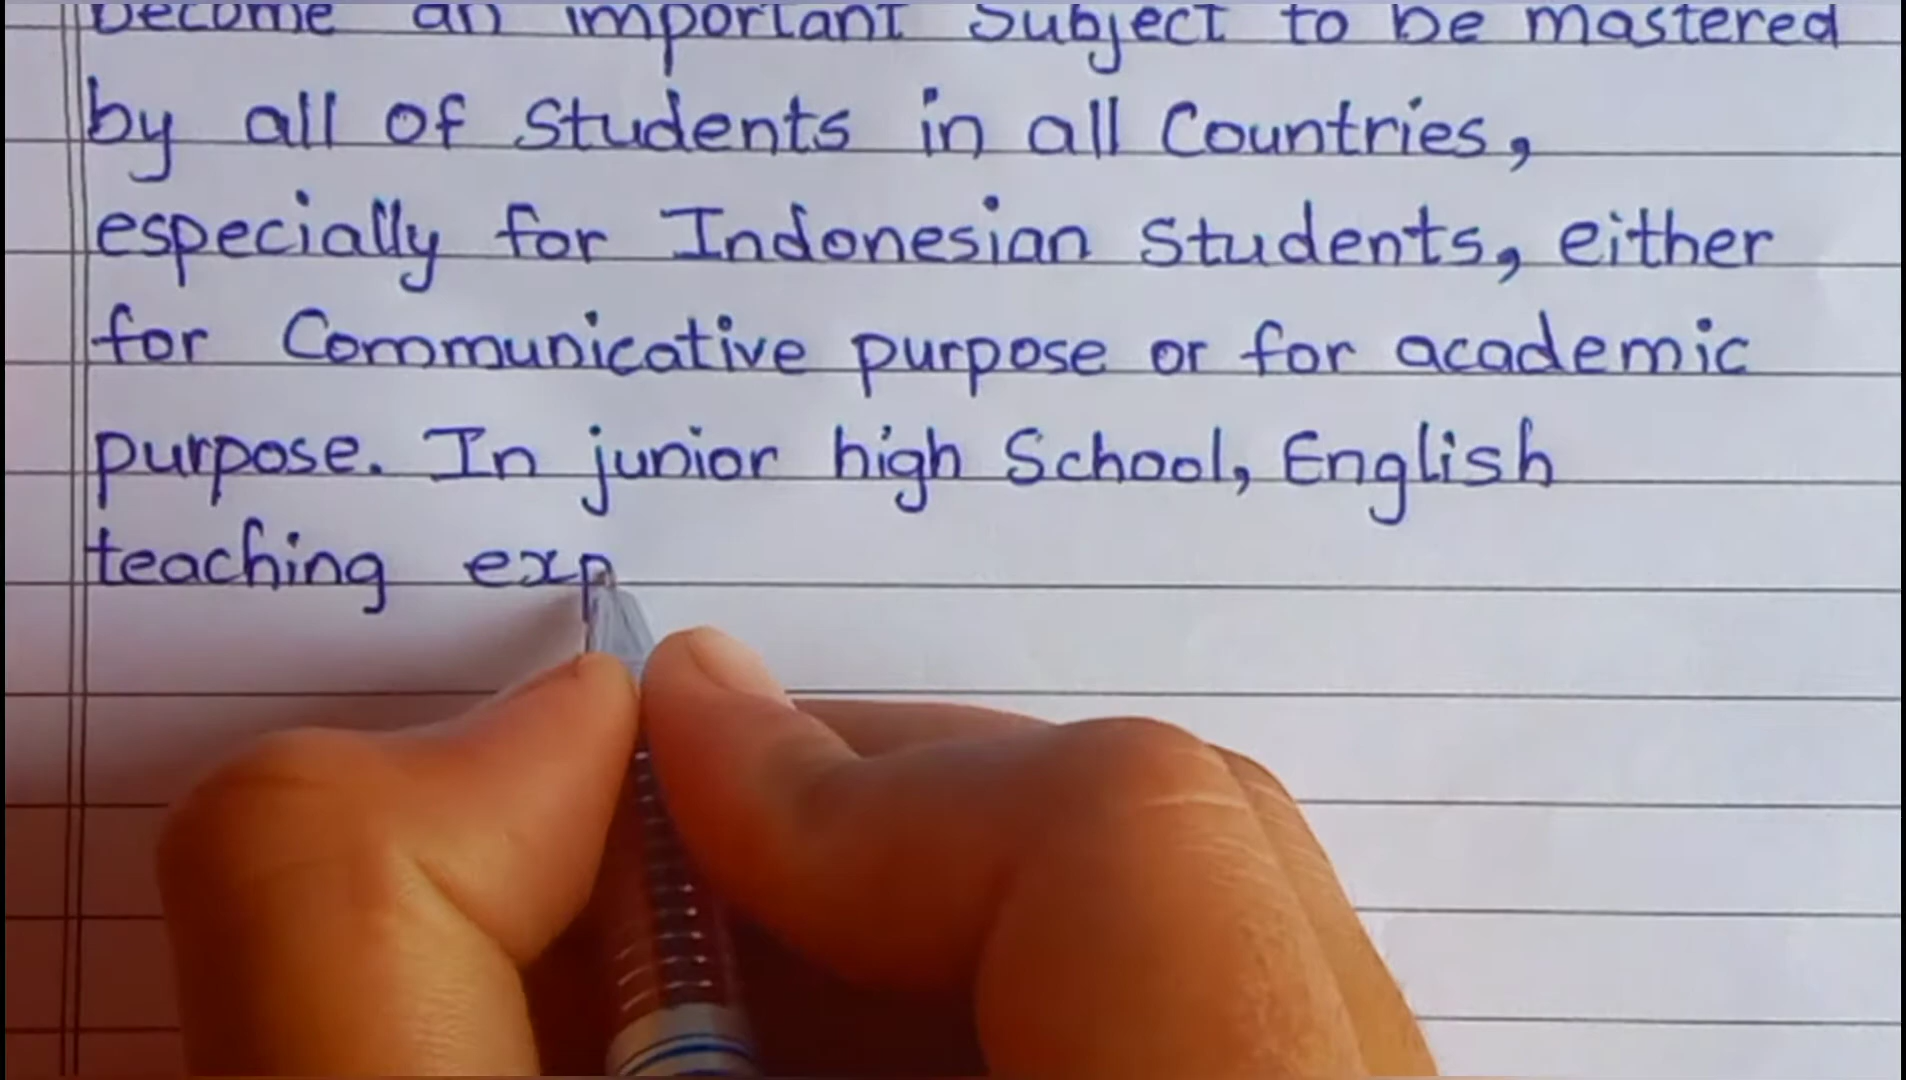 become an important Subject to be mastered
by all of Students in all Countries,
especially for Indonesian Students, either
for Communicative purpose or for academic
purpose. In junior high School, English
teaching exp